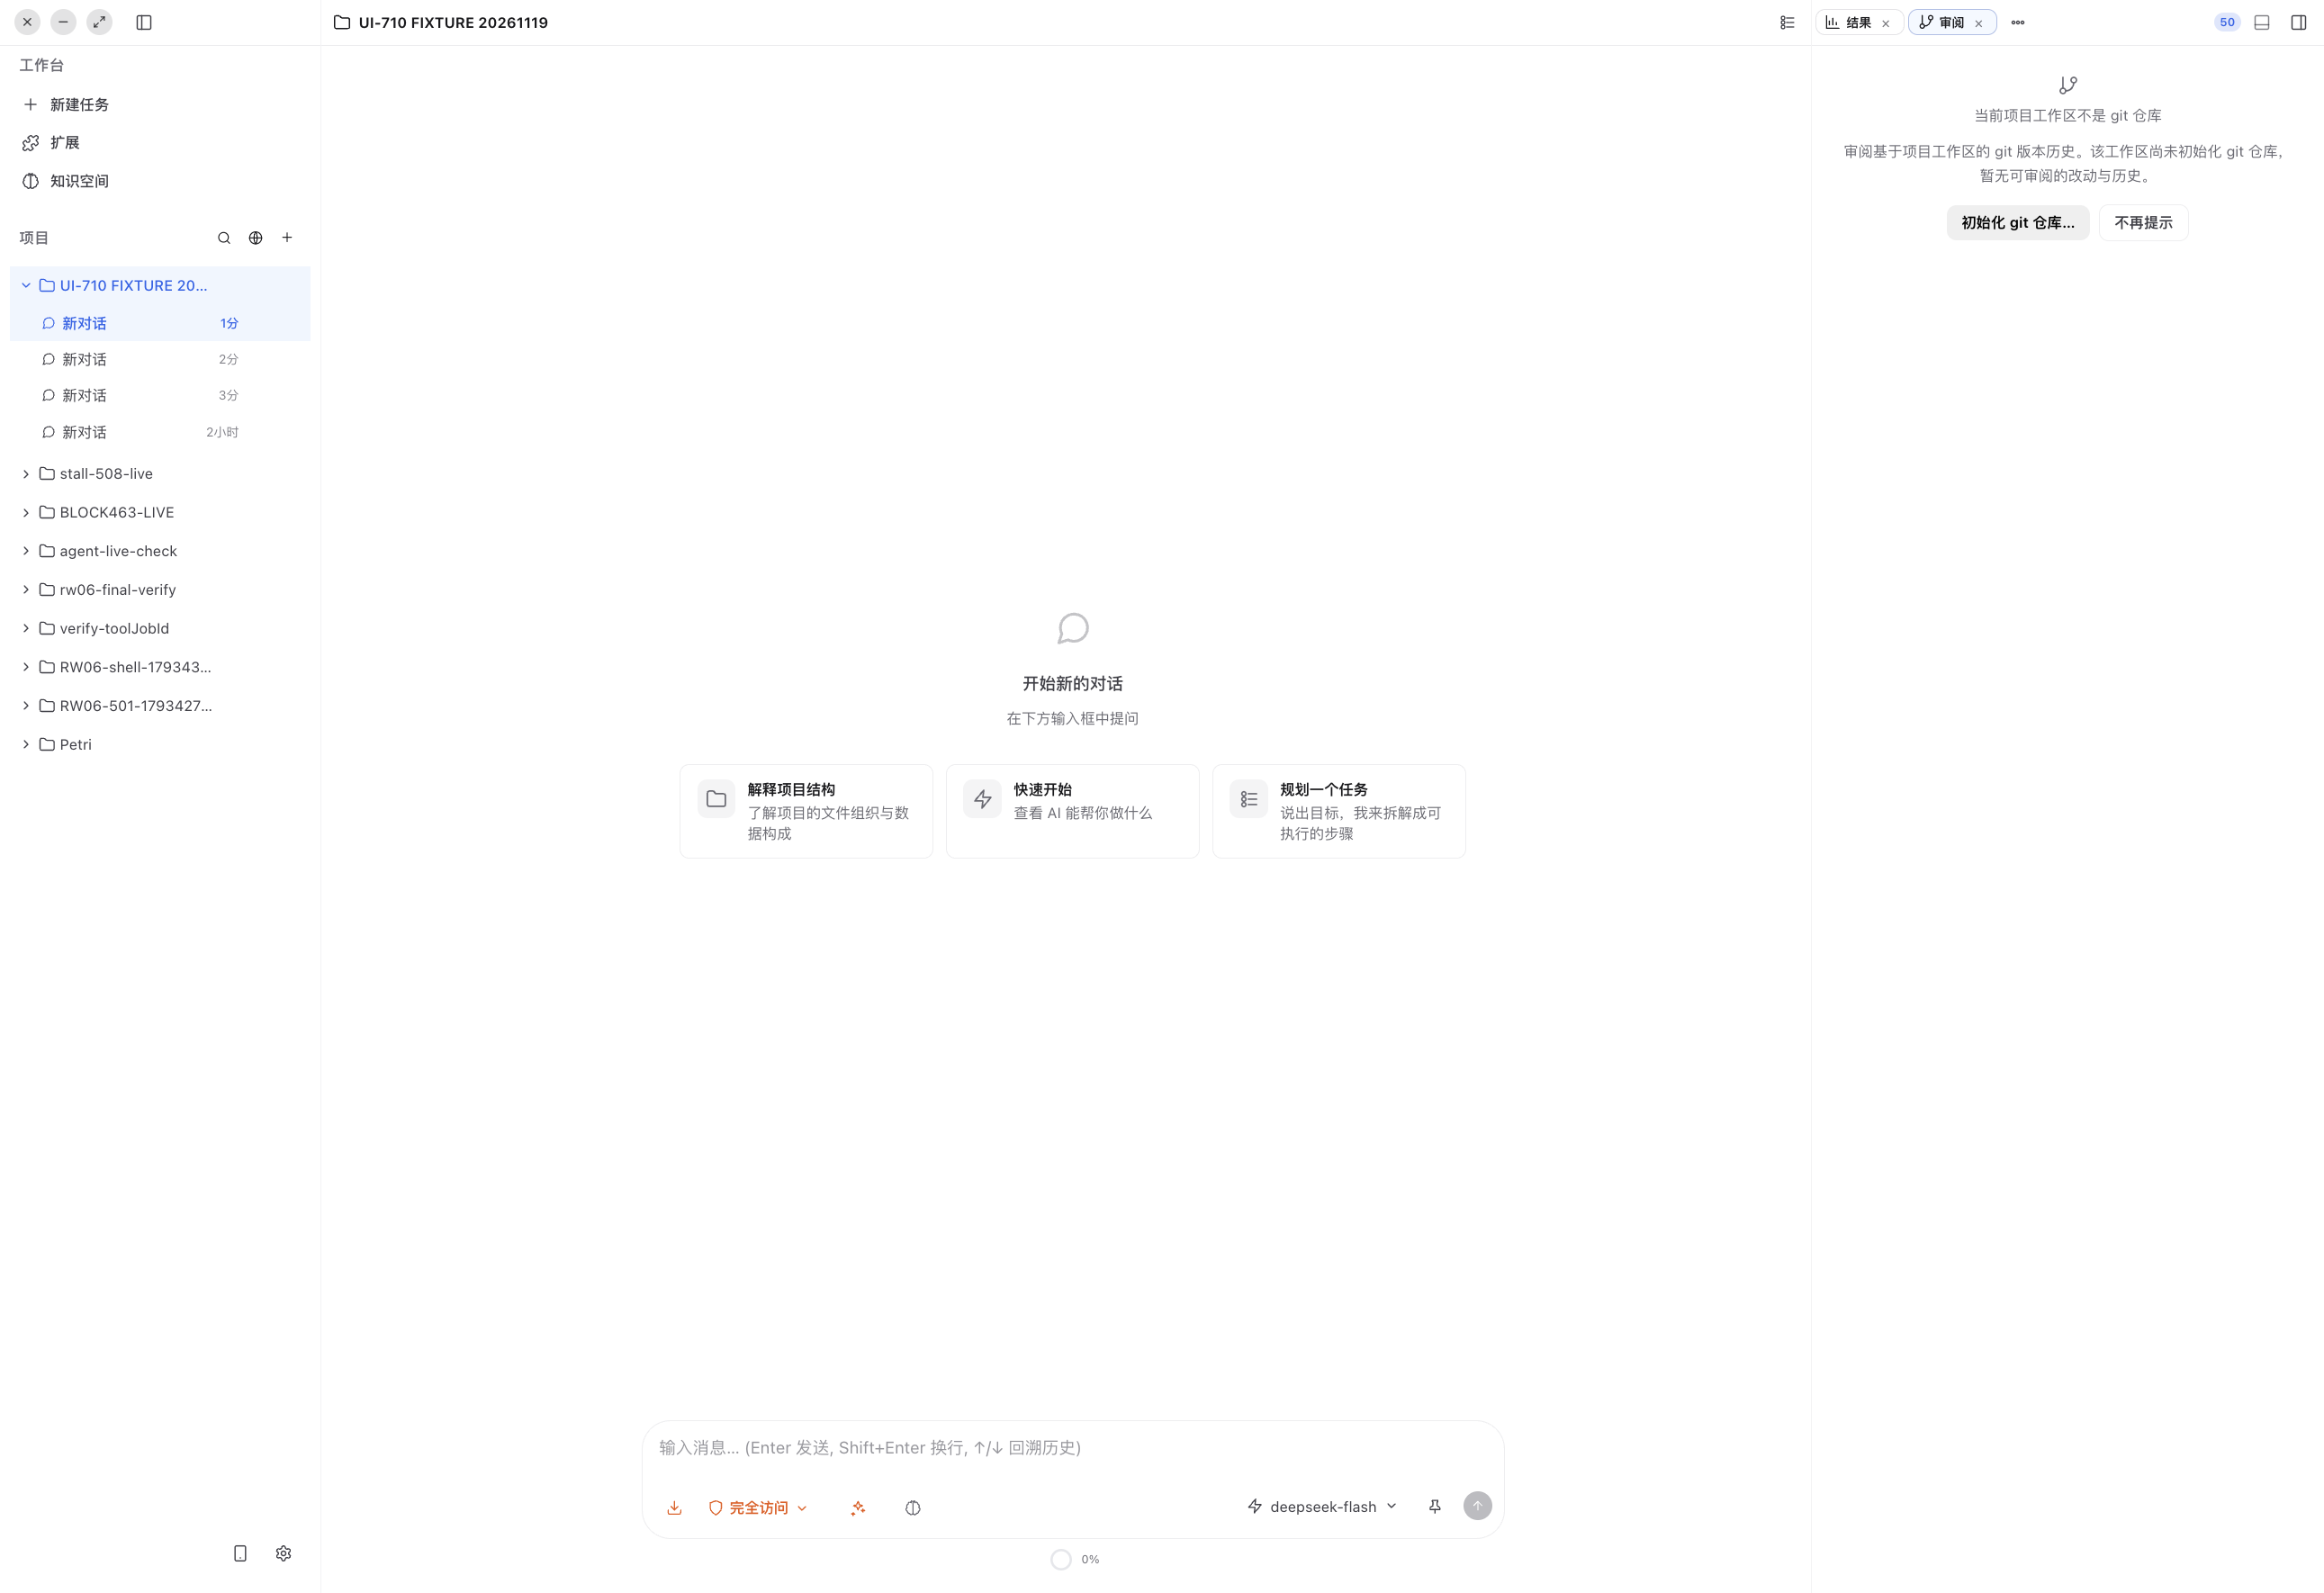 UI-710 FIXTURE 20261119
结果
审阅
50
工作台
新建任务
扩展
知识空间
项目
UI-710 FIXTURE 20...
新对话 1分
新对话 2分
新对话 3分
新对话 2小时
stall-508-live
BLOCK463-LIVE
agent-live-check
rw06-final-verify
verify-toolJobId
RW06-shell-179343...
RW06-501-1793427...
Petri
开始新的对话
在下方输入框中提问
解释项目结构
了解项目的文件组织与数
据构成
快速开始
查看 AI 能帮你做什么
规划一个任务
说出目标，我来拆解成可
执行的步骤
输入消息... (Enter 发送, Shift+Enter 换行, ↑/↓ 回溯历史)
完全访问
deepseek-flash
0%
当前项目工作区不是 git 仓库
审阅基于项目工作区的 git 版本历史。该工作区尚未初始化 git 仓库，
暂无可审阅的改动与历史。
初始化 git 仓库...
不再提示